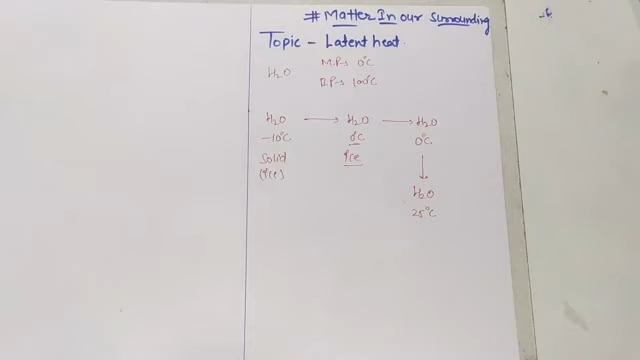 # Matter In our Surrounding
Topic - Latent heat.
H₂O M.P → 0°C
B.P → 100°C
H₂O → H₂O → H₂O
-10°C 0°C 0°C
Solid Ice
(Ice)
↓
H₂O
25°C